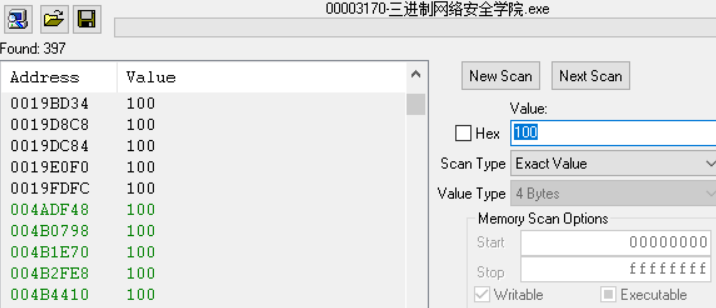 00003170-三进制网络安全学院.exe
Found: 397
Address Value
0019BD34 100
0019D8C8 100
0019DC84 100
0019E0F0 100
0019FDFC 100
004ADF48 100
004B0798 100
004B1E70 100
004B2FE8 100
004B4410 100
New Scan Next Scan
Value:
Hex 100
Scan Type Exact Value
Value Type 4 Bytes
Memory Scan Options
Start 00000000
Stop ffffffff
Writable Executable